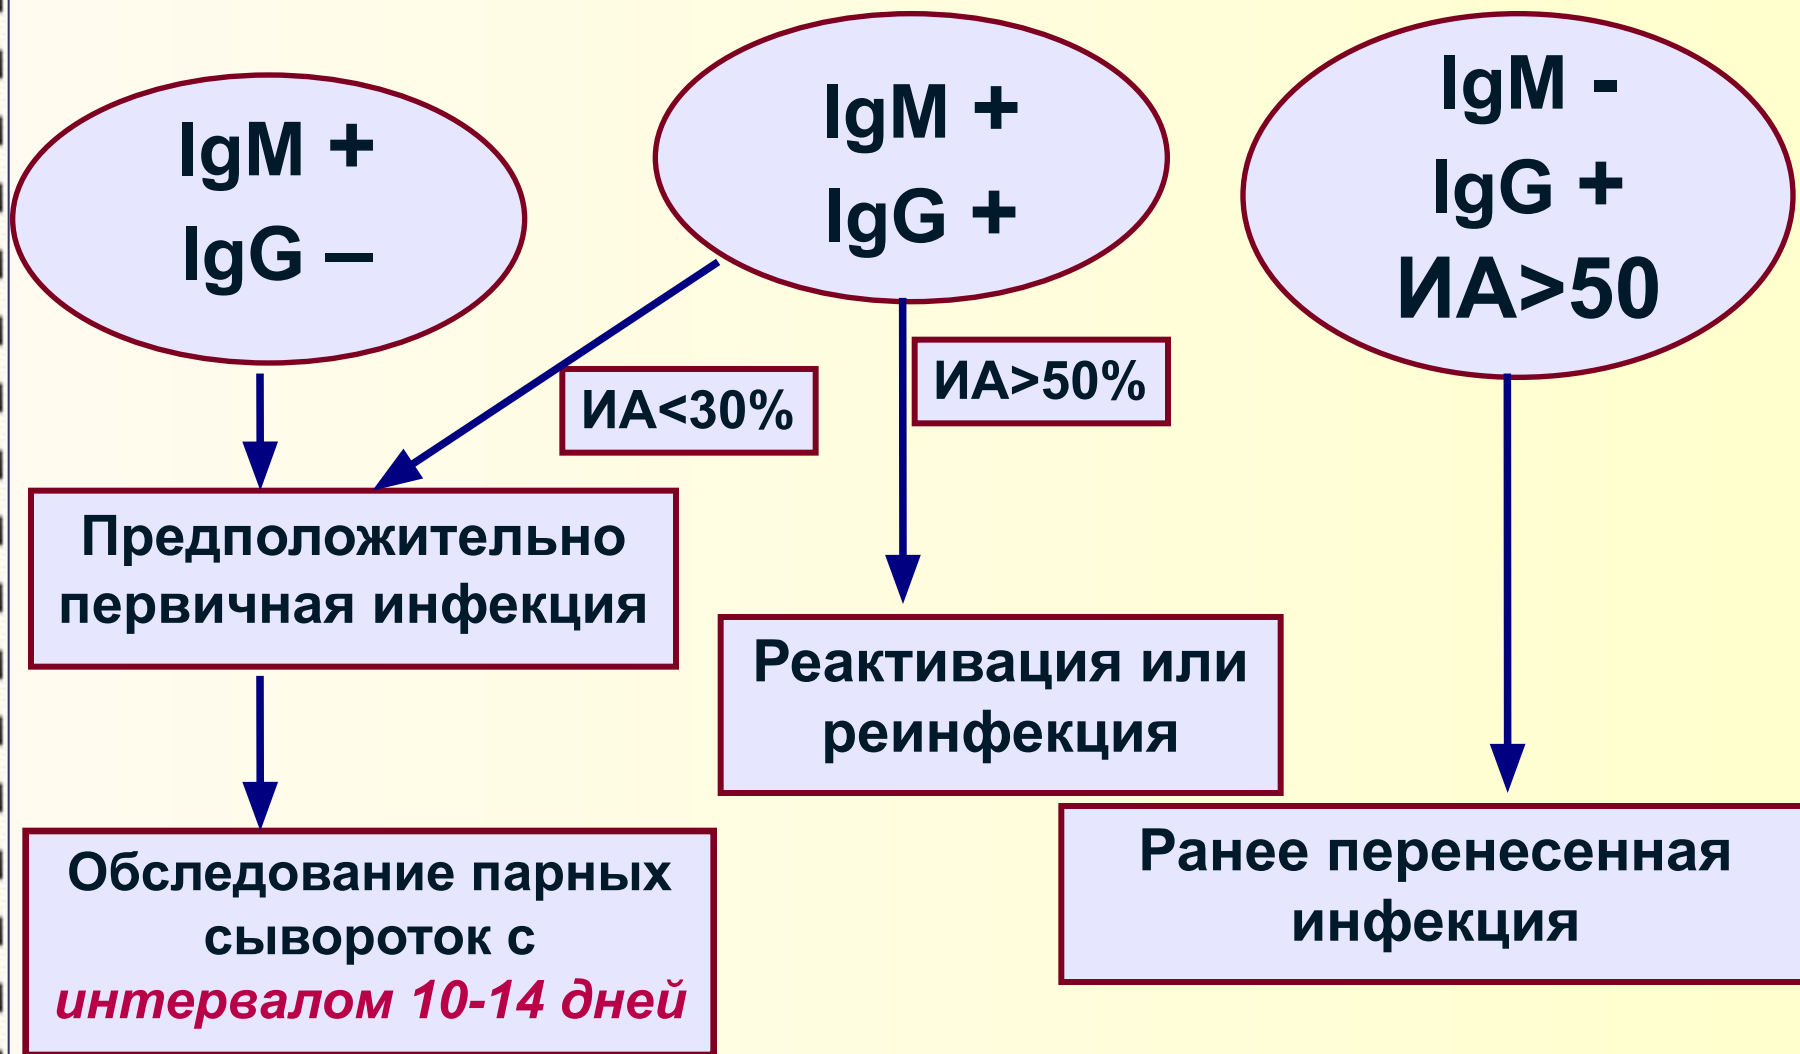 IgM +
IgG –
IgM +
IgG +
IgM -
IgG +
ИА>50
ИА<30%
ИА>50%
Предположительно
первичная инфекция
Реактивация или
реинфекция
Ранее перенесенная
инфекция
Обследование парных
сывороток с
интервалом 10-14 дней